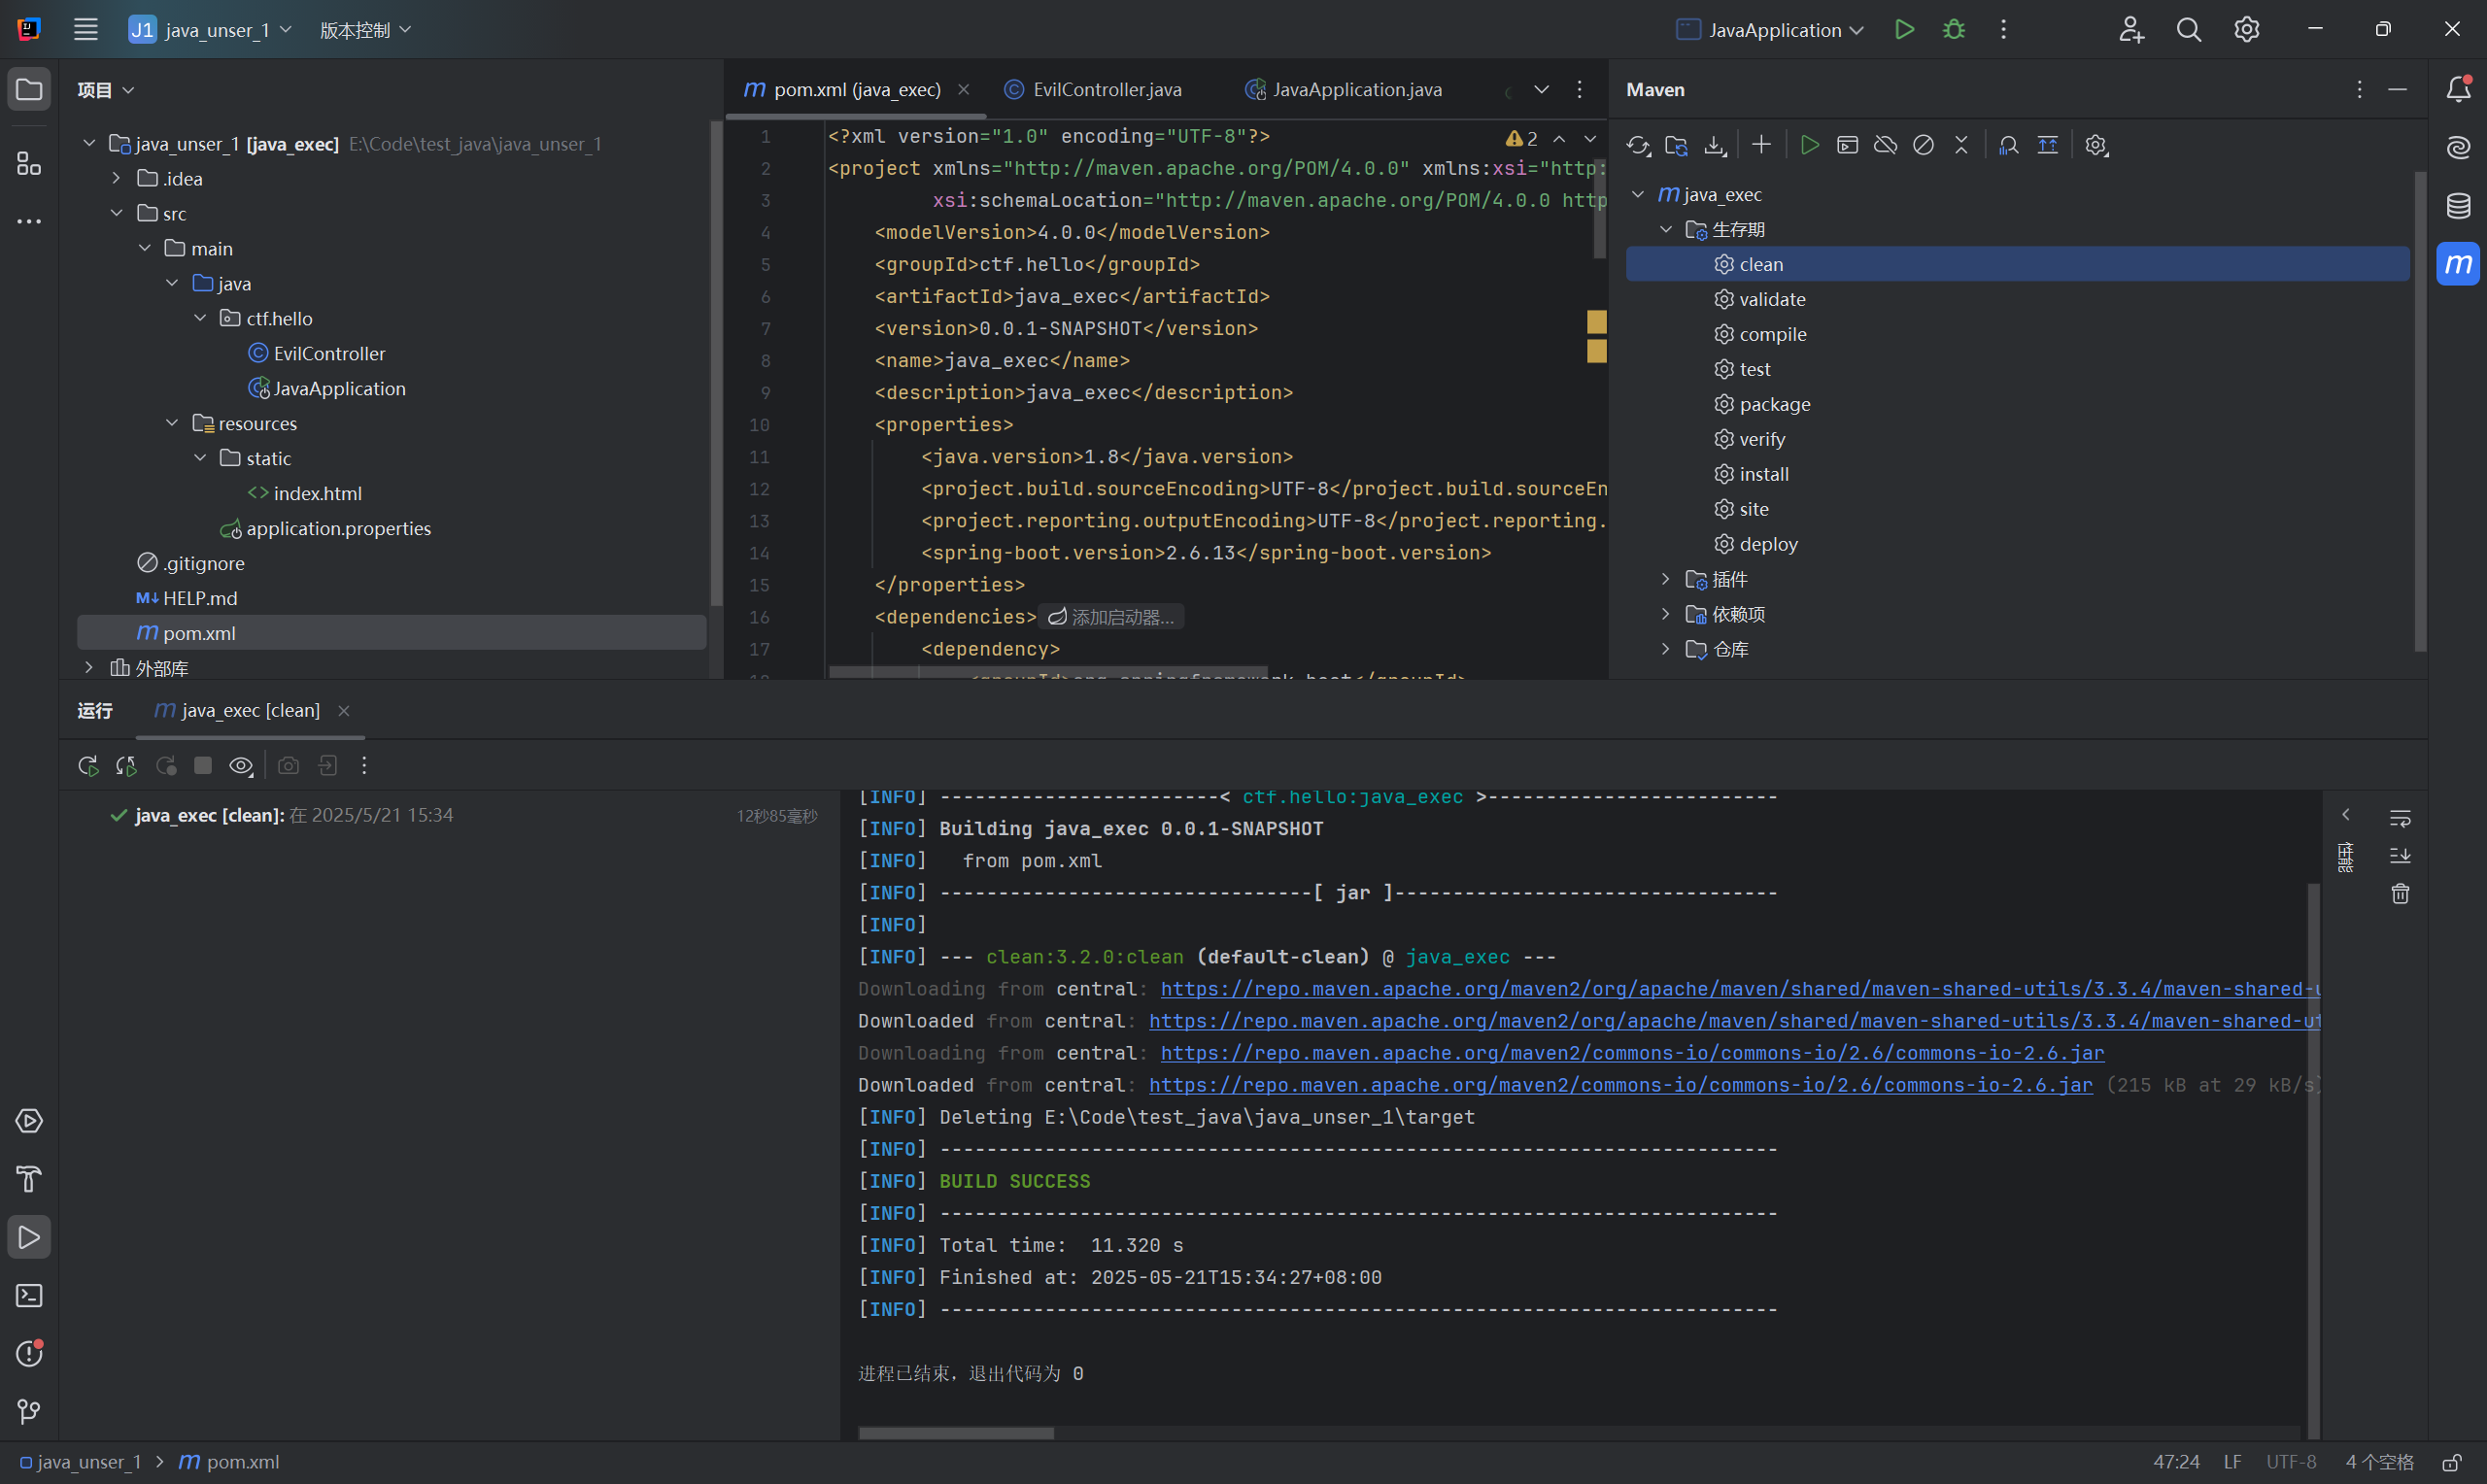 J1 java_unser_1 版本控制 JavaApplication
项目
java_unser_1 [java_exec] E:\Code\test_java\java_unser_1
.idea
src
main
java
ctf.hello
EvilController
JavaApplication
resources
static
index.html
application.properties
.gitignore
HELP.md
pom.xml
外部库
pom.xml (java_exec) EvilController.java JavaApplication.java
2
1 <?xml version="1.0" encoding="UTF-8"?>
2 <project xmlns="http://maven.apache.org/POM/4.0.0" xmlns:xsi="http:
3 xsi:schemaLocation="http://maven.apache.org/POM/4.0.0 http
4 <modelVersion>4.0.0</modelVersion>
5 <groupId>ctf.hello</groupId>
6 <artifactId>java_exec</artifactId>
7 <version>0.0.1-SNAPSHOT</version>
8 <name>java_exec</name>
9 <description>java_exec</description>
10 <properties>
11 <java.version>1.8</java.version>
12 <project.build.sourceEncoding>UTF-8</project.build.sourceEn
13 <project.reporting.outputEncoding>UTF-8</project.reporting.
14 <spring-boot.version>2.6.13</spring-boot.version>
15 </properties>
16 <dependencies> 添加启动器...
17 <dependency>
Maven
java_exec
生存期
clean
validate
compile
test
package
verify
install
site
deploy
插件
依赖项
仓库
运行 java_exec [clean]
java_exec [clean]: 在 2025/5/21 15:34 12秒85毫秒
[INFO] ------------------------< ctf.hello:java_exec >-------------------------
[INFO] Building java_exec 0.0.1-SNAPSHOT
[INFO] from pom.xml
[INFO] --------------------------------[ jar ]---------------------------------
[INFO]
[INFO] --- clean:3.2.0:clean (default-clean) @ java_exec ---
Downloading from central: https://repo.maven.apache.org/maven2/org/apache/maven/shared/maven-shared-utils/3.3.4/maven-shared-u
Downloaded from central: https://repo.maven.apache.org/maven2/org/apache/maven/shared/maven-shared-utils/3.3.4/maven-shared-ut
Downloading from central: https://repo.maven.apache.org/maven2/commons-io/commons-io/2.6/commons-io-2.6.jar
Downloaded from central: https://repo.maven.apache.org/maven2/commons-io/commons-io/2.6/commons-io-2.6.jar (215 kB at 29 kB/s)
[INFO] Deleting E:\Code\test_java\java_unser_1\target
[INFO] ------------------------------------------------------------------------
[INFO] BUILD SUCCESS
[INFO] ------------------------------------------------------------------------
[INFO] Total time:  11.320 s
[INFO] Finished at: 2025-05-21T15:34:27+08:00
[INFO] ------------------------------------------------------------------------
进程已结束，退出代码为 0
性能
java_unser_1 > pom.xml 47:24 LF UTF-8 4 个空格